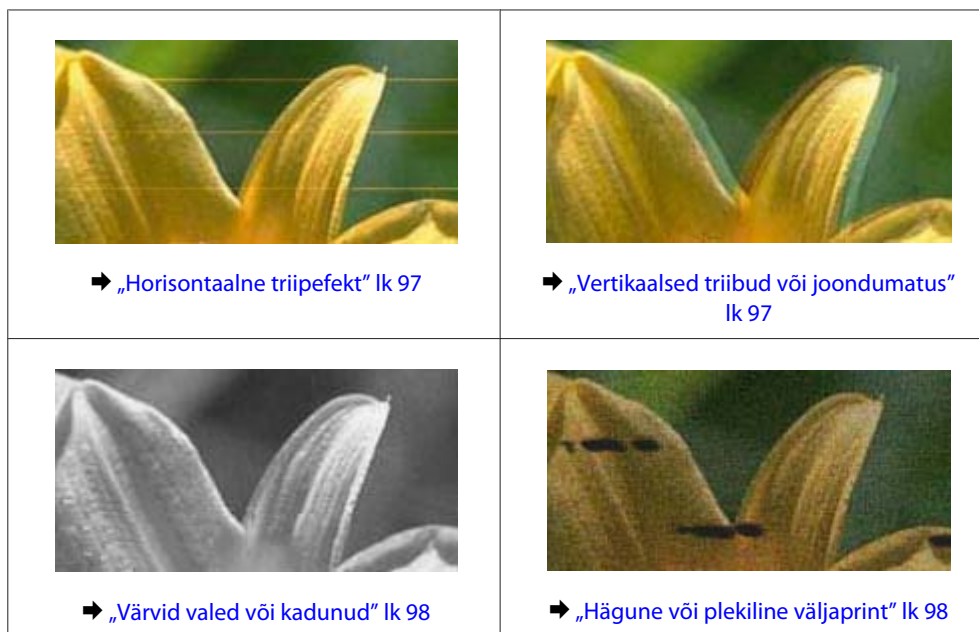 ➡ „Horisontaalne triipefekt” lk 97
➡ „Vertikaalsed triibud või joondumatus”
lk 97
➡ „Värvid valed või kadunud” lk 98
➡ „Hägune või plekiline väljaprint” lk 98